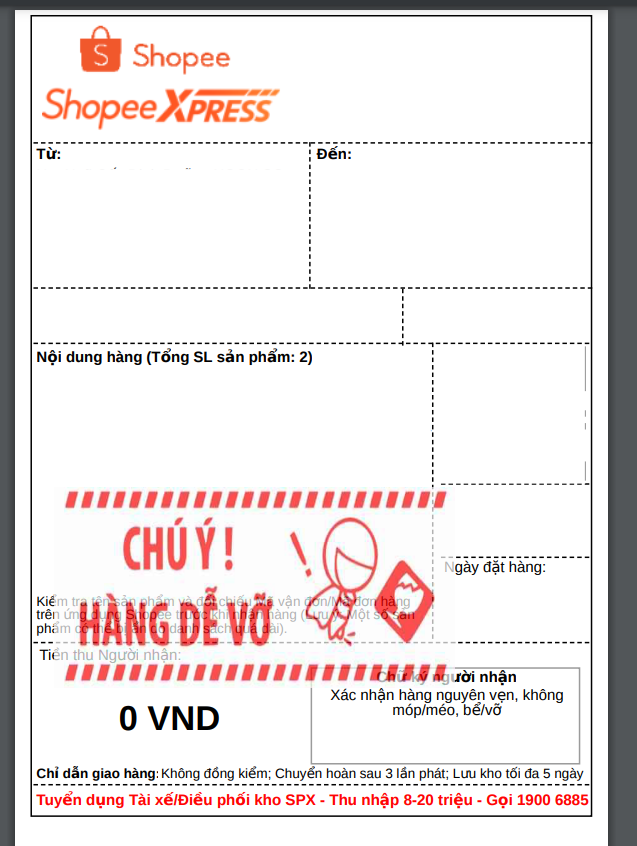 Shopee
ShopeeXPRESS
Từ:
Đến:
Nội dung hàng (Tổng SL sản phẩm: 2)
CHÚ Ý!
HÀNG DỄ VỠ
Ngày đặt hàng:
Kiểm tra tên sản phẩm và đối chiếu Mã vận đơn/Mã đơn hàng
trên ứng dụng Shopee trước khi nhận hàng (Lưu ý: Một số sản
phẩm có thể bị ẩn do danh sách quá dài).
Tiền thu Người nhận:
0 VND
Chữ ký người nhận
Xác nhận hàng nguyên vẹn, không
móp/méo, bể/vỡ
Chỉ dẫn giao hàng: Không đồng kiểm; Chuyển hoàn sau 3 lần phát; Lưu kho tối đa 5 ngày
Tuyển dụng Tài xế/Điều phối kho SPX - Thu nhập 8-20 triệu - Gọi 1900 6885